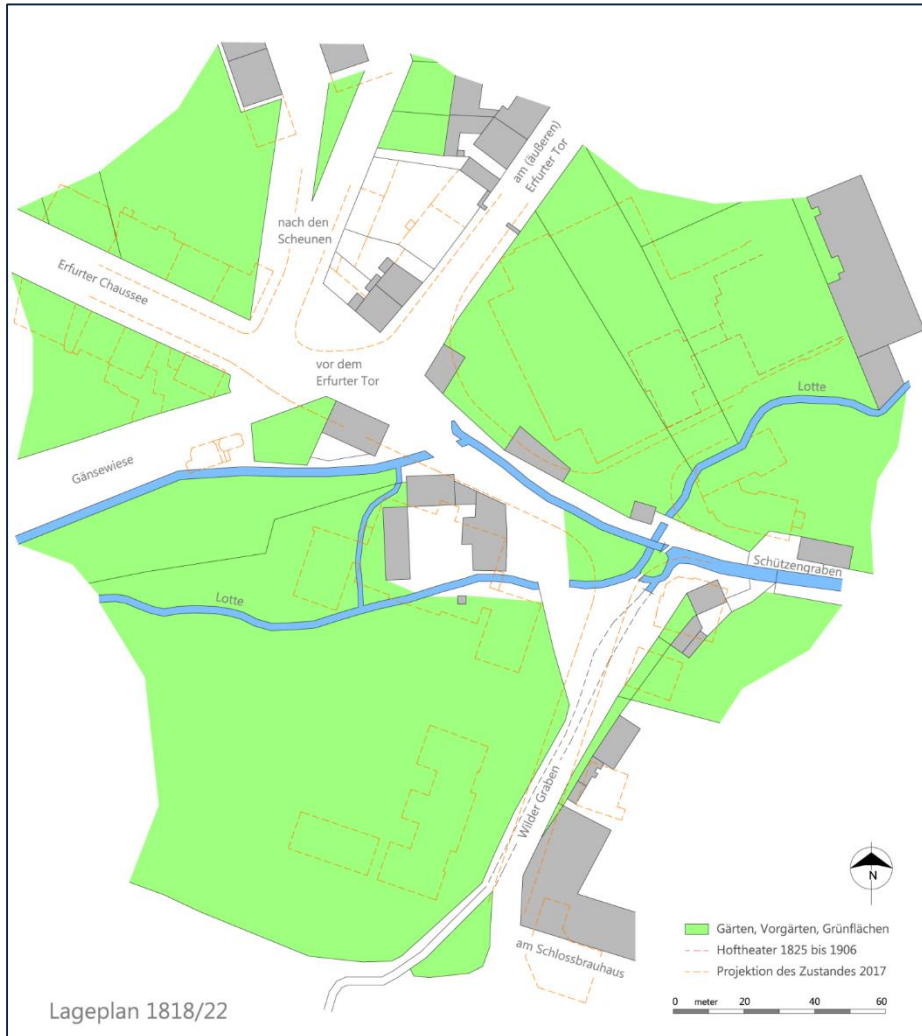 am (äußeren)
Erfurter Tor
nach den
Scheunen
Erfurter Chaussee
vor dem
Erfurter Tor
Lotte
Gänsewiese
Schützengraben
Lotte
Wilder Graben
N
am Schlossbrauhaus
Gärten, Vorgärten, Grünflächen
Hoftheater 1825 bis 1906
Projektion des Zustandes 2017
0 meter 20 40 60
Lageplan 1818/22